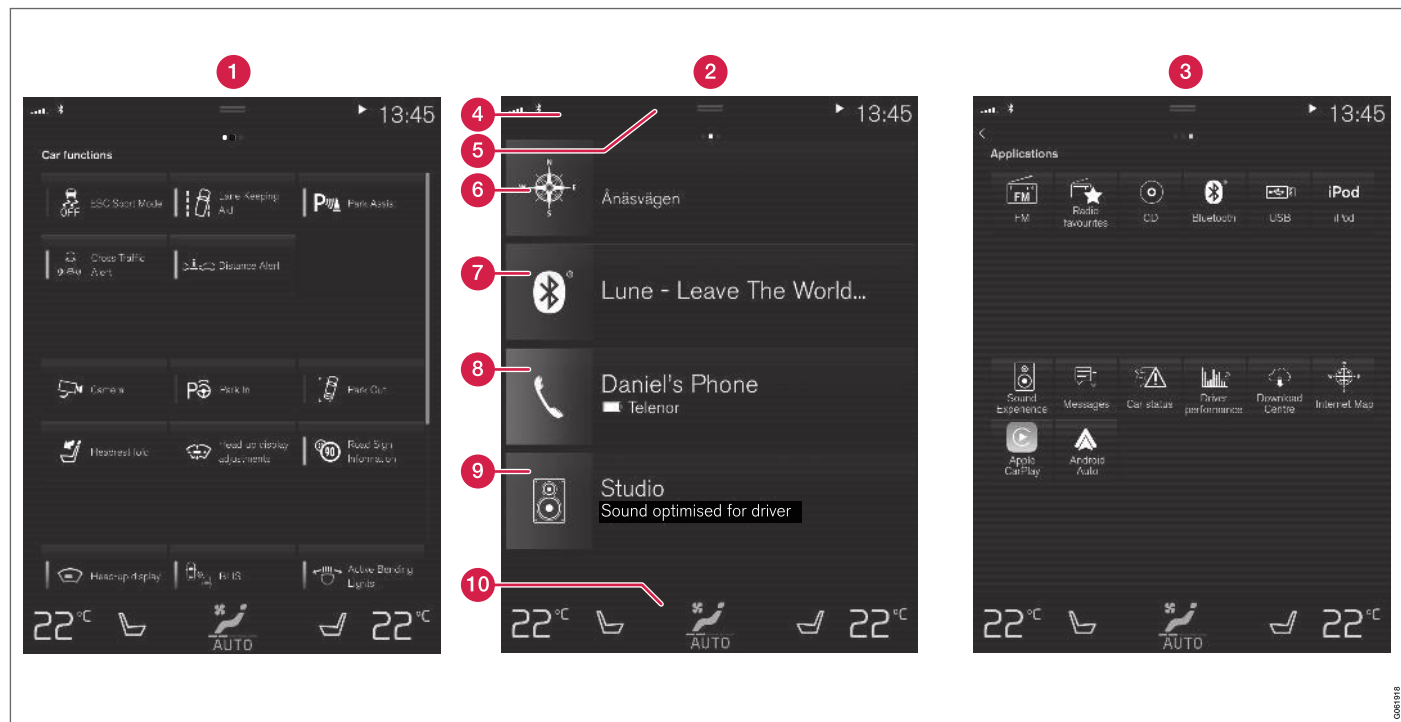 1
2
3
13:45
Car functions
ESC Sport Mode
OFF
Lane Keeping
Aid
Park Assist
Cross Traffic
Alert
Distance Alert
Camera
Park In
Park Out
Headrest fold
Head-up display
adjustments
90
Road Sign
Information
Head-up display
BLIS
Active Bending
Lights
22°C
AUTO
22°C
4
5
6
7
8
9
10
13:45
N
W
E
S
Ånäsvägen
Lune - Leave The World...
Daniel's Phone
Telenor
Studio
Sound optimised for driver
22°C
AUTO
22°C
13:45
Applications
FM
FM
Radio
favourites
CD
Bluetooth
USB
iPod
iPod
Sound
Experience
Messages
Car status
Driver
performance
Download
Centre
Internet Map
Apple
CarPlay
Android
Auto
22°C
AUTO
22°C
G061918